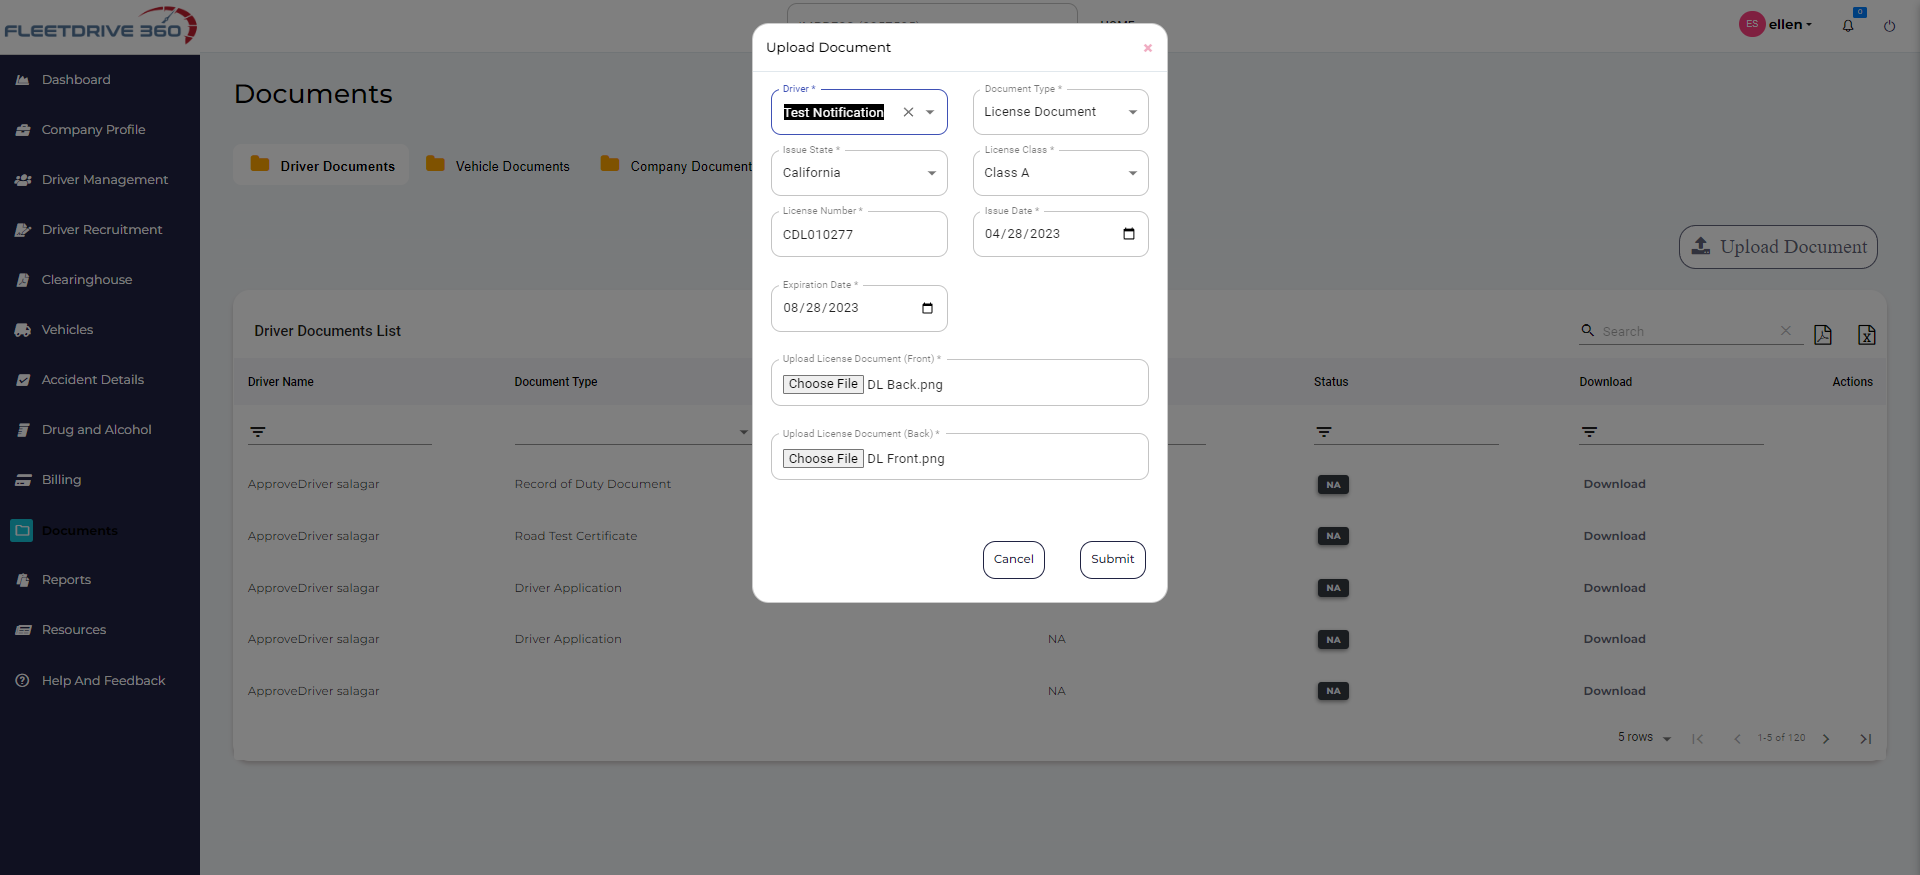 FLEETDRIVE 360
HOME
ES ellen
0
Dashboard
Company Profile
Driver Management
Driver Recruitment
Clearinghouse
Vehicles
Accident Details
Drug and Alcohol
Billing
Documents
Reports
Resources
Help And Feedback
Documents
Driver Documents Vehicle Documents Company Document
Upload Document
Driver Documents List
Search
Driver Name Document Type Status Download Actions
ApproveDriver salagar Record of Duty Document NA Download
ApproveDriver salagar Road Test Certificate NA Download
ApproveDriver salagar Driver Application NA Download
ApproveDriver salagar Driver Application NA NA Download
ApproveDriver salagar NA NA Download
5 rows 1-5 of 120
Upload Document
Driver * Document Type *
Test Notification License Document
Issue State * License Class *
California Class A
License Number * Issue Date *
CDL010277 04/28/2023
Expiration Date *
08/28/2023
Upload License Document (Front) *
Choose File DL Back.png
Upload License Document (Back) *
Choose File DL Front.png
Cancel Submit